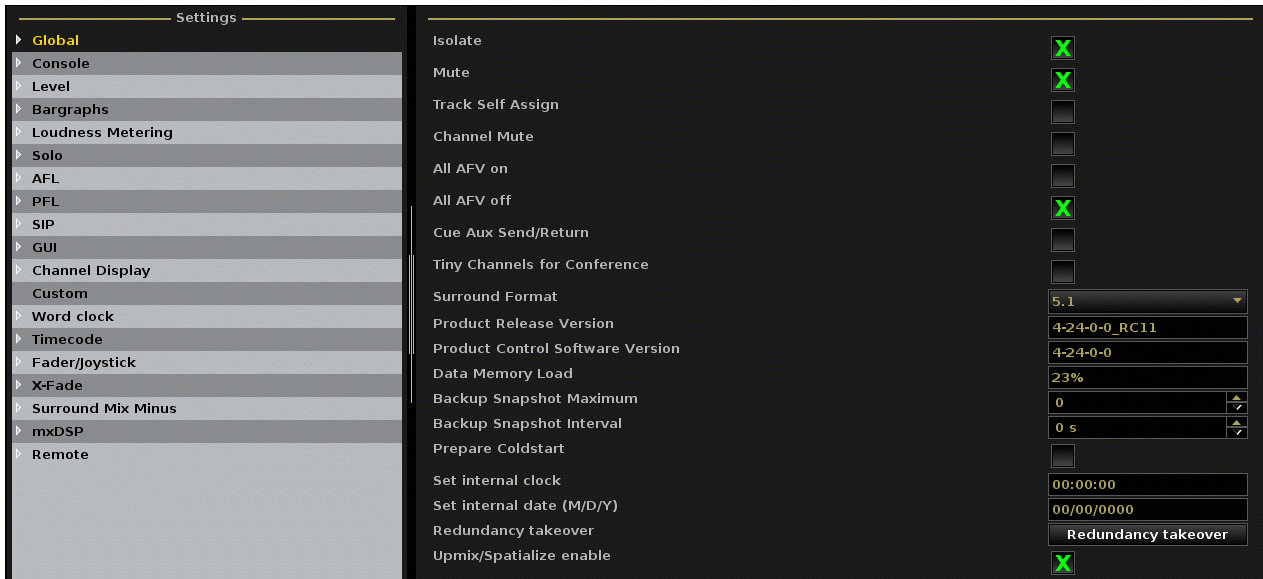 Settings
Global
Console
Level
Bargraphs
Loudness Metering
Solo
AFL
PFL
SIP
GUI
Channel Display
Custom
Word clock
Timecode
Fader/Joystick
X-Fade
Surround Mix Minus
mxDSP
Remote
Isolate X
Mute X
Track Self Assign
Channel Mute
All AFV on
All AFV off X
Cue Aux Send/Return
Tiny Channels for Conference
Surround Format 5.1
Product Release Version 4-24-0-0_RC11
Product Control Software Version 4-24-0-0
Data Memory Load 23%
Backup Snapshot Maximum 0
Backup Snapshot Interval 0 s
Prepare Coldstart
Set internal clock 00:00:00
Set internal date (M/D/Y) 00/00/0000
Redundancy takeover Redundancy takeover
Upmix/Spatialize enable X